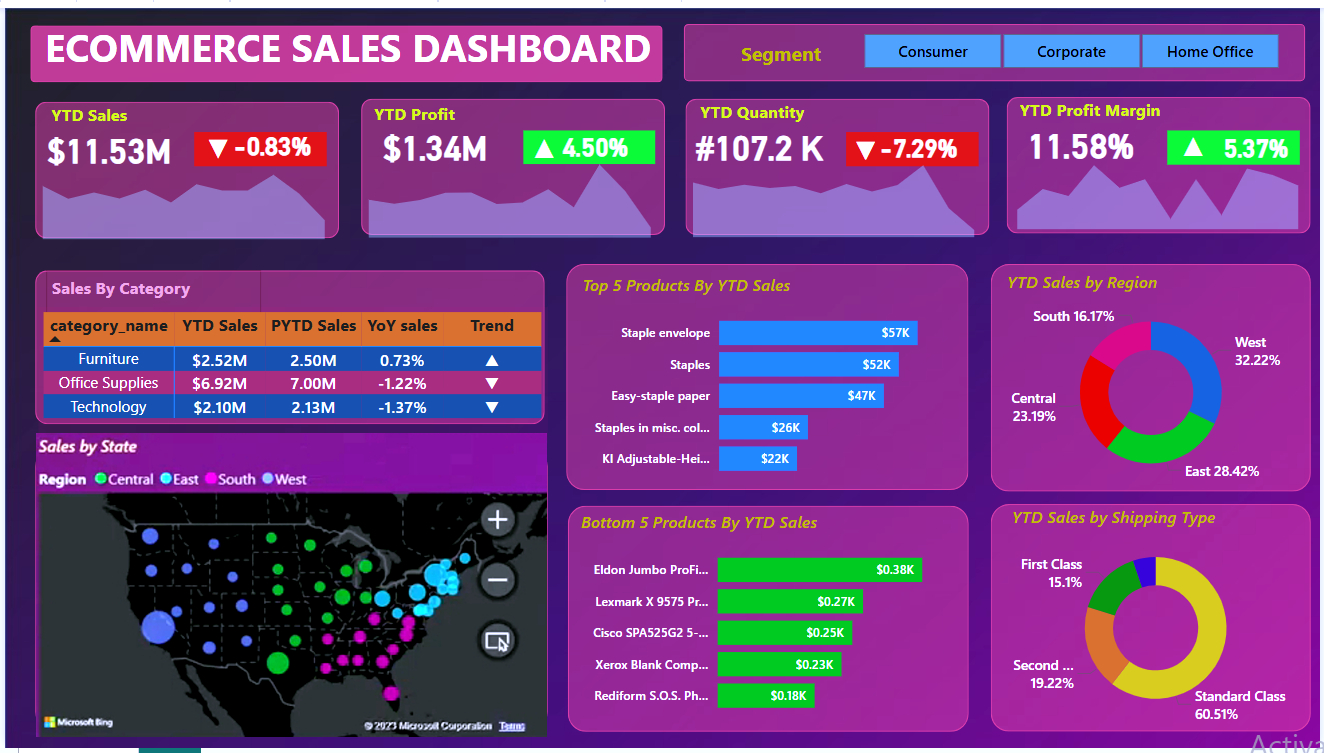 ECOMMERCE SALES DASHBOARD
Segment
Consumer
Corporate
Home Office
YTD Sales
$11.53M
▼ -0.83%
YTD Profit
$1.34M
▲ 4.50%
YTD Quantity
#107.2 K
▼ -7.29%
YTD Profit Margin
11.58%
▲ 5.37%
Sales By Category
category_name YTD Sales PYTD Sales YoY sales Trend
Furniture $2.52M 2.50M 0.73% ▲
Office Supplies $6.92M 7.00M -1.22% ▼
Technology $2.10M 2.13M -1.37% ▼
Sales by State
Region Central East South West
Microsoft Bing
© 2023 Microsoft Corporation Terms
Top 5 Products By YTD Sales
Staple envelope $57K
Staples $52K
Easy-staple paper $47K
Staples in misc. col... $26K
KI Adjustable-Hei... $22K
Bottom 5 Products By YTD Sales
Eldon Jumbo ProFi... $0.38K
Lexmark X 9575 Pr... $0.27K
Cisco SPA525G2 5-... $0.25K
Xerox Blank Comp... $0.23K
Rediform S.O.S. Ph... $0.18K
YTD Sales by Region
South 16.17%
West
32.22%
Central
23.19%
East 28.42%
YTD Sales by Shipping Type
First Class
15.1%
Second ...
19.22%
Standard Class
60.51%
Activa